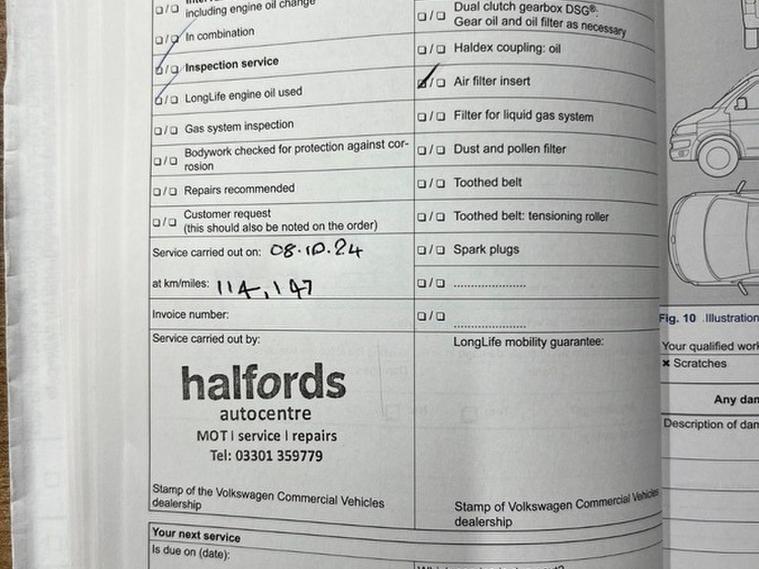 including engine oil change
In combination
Inspection service
LongLife engine oil used
Gas system inspection
Bodywork checked for protection against cor-
rosion
Repairs recommended
Customer request
(this should also be noted on the order)
Service carried out on: 08.10.24
at km/miles: 114,147
Invoice number:
Service carried out by:
halfords
autocentre
MOT | service | repairs
Tel: 03301 359779
Stamp of the Volkswagen Commercial Vehicles
dealership
Your next service
Is due on (date):
Dual clutch gearbox DSG®:
Gear oil and oil filter as necessary
Haldex coupling: oil
Air filter insert
Filter for liquid gas system
Dust and pollen filter
Toothed belt
Toothed belt: tensioning roller
Spark plugs
LongLife mobility guarantee:
Stamp of Volkswagen Commercial Vehicles
dealership
Fig. 10 Illustration
Your qualified work
× Scratches
Any dam
Description of dam